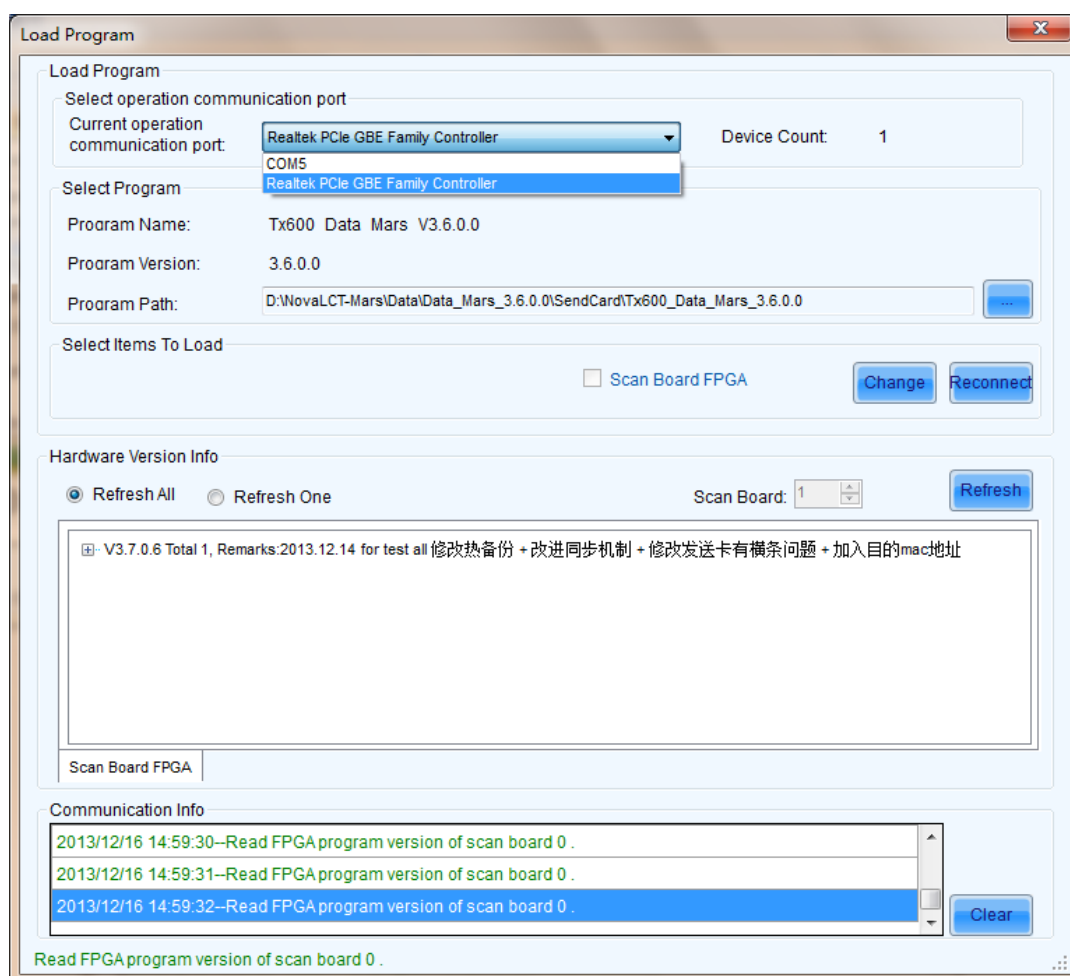 Load Program
Load Program
Select operation communication port
Current operation
communication port:
Realtek PCIe GBE Family Controller
Device Count: 1
COM5
Realtek PCIe GBE Family Controller
Select Program
Program Name: Tx600 Data Mars V3.6.0.0
Program Version: 3.6.0.0
Program Path: D:\NovaLCT-Mars\Data\Data_Mars_3.6.0.0\SendCard\Tx600_Data_Mars_3.6.0.0 ...
Select Items To Load
Scan Board FPGA Change Reconnect
Hardware Version Info
Refresh All Refresh One Scan Board: 1 Refresh
V3.7.0.6 Total 1, Remarks:2013.12.14 for test all 修改热备份 + 改进同步机制 + 修改发送卡有横条问题 + 加入目的mac地址
Scan Board FPGA
Communication Info
2013/12/16 14:59:30--Read FPGA program version of scan board 0 .
2013/12/16 14:59:31--Read FPGA program version of scan board 0 .
2013/12/16 14:59:32--Read FPGA program version of scan board 0 .
Clear
Read FPGA program version of scan board 0 .